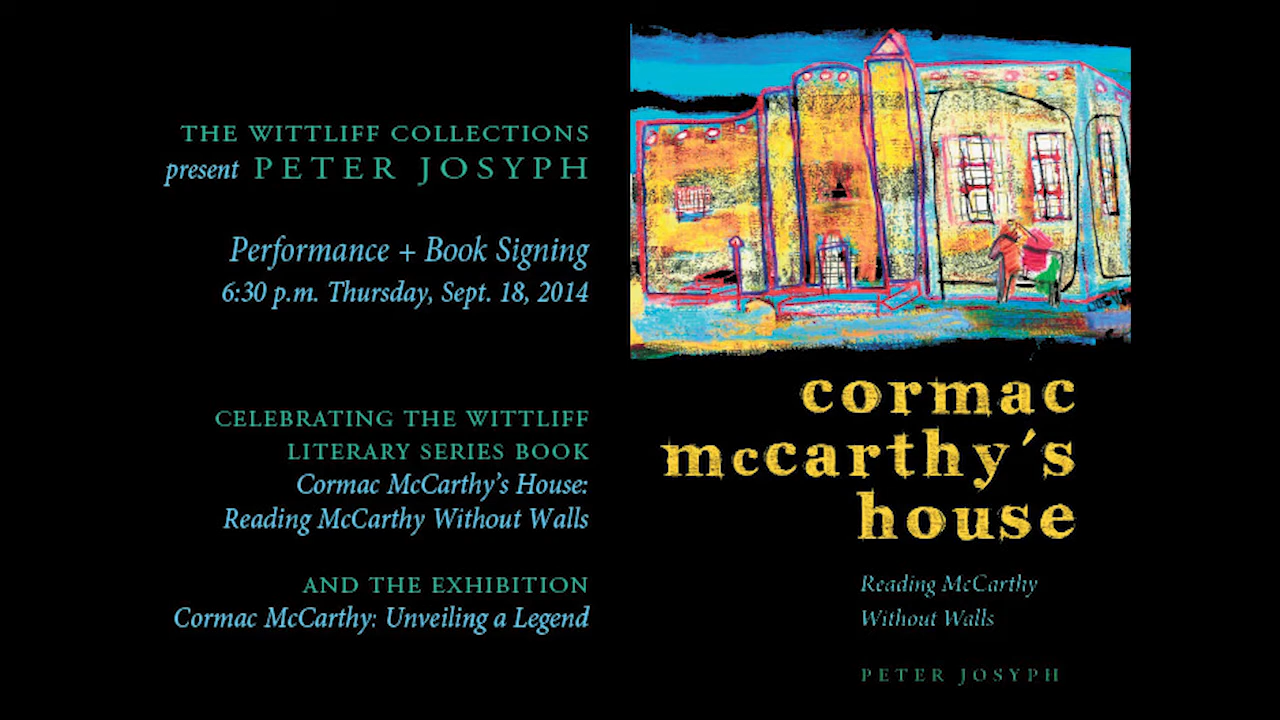 THE WITTLIFF COLLECTIONS
present PETER JOSYPH
Performance + Book Signing
6:30 p.m. Thursday, Sept. 18, 2014
CELEBRATING THE WITTLIFF
LITERARY SERIES BOOK
Cormac McCarthy's House:
Reading McCarthy Without Walls
AND THE EXHIBITION
Cormac McCarthy: Unveiling a Legend
cormac
mccarthy's
house
Reading McCarthy
Without Walls
PETER JOSYPH